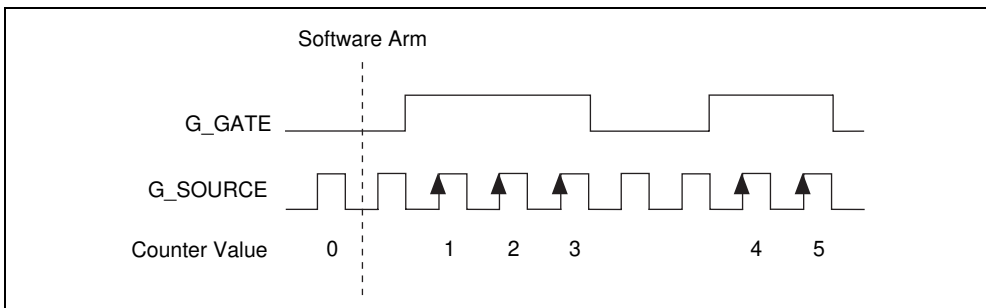 Software Arm
G_GATE
G_SOURCE
Counter Value 0 1 2 3 4 5